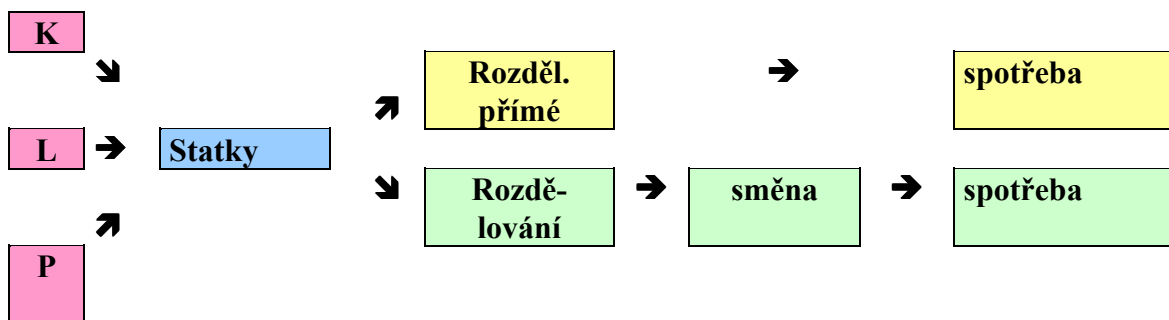 K
Rozděl.
přímé
spotřeba
L
Statky
Rozdě-
lování
směna
spotřeba
P